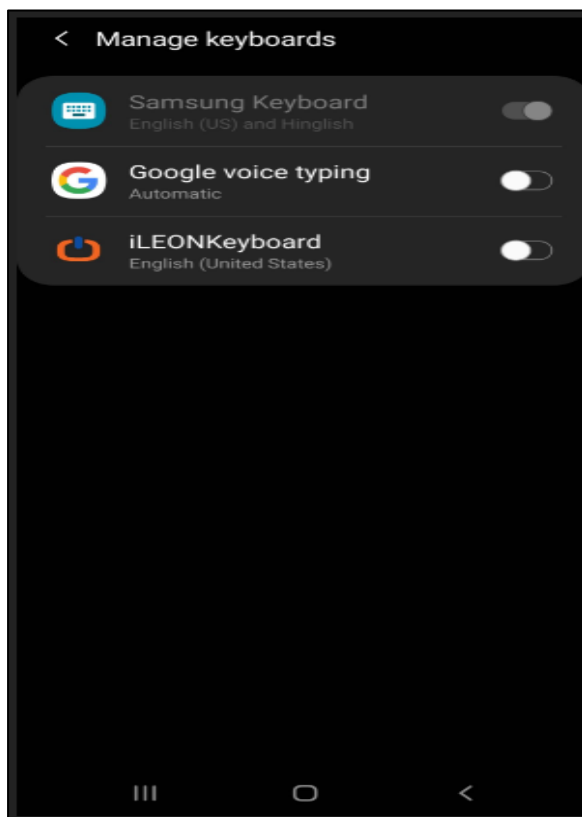 Manage keyboards
Samsung Keyboard
English (US) and Hinglish
Google voice typing
Automatic
iLEONKeyboard
English (United States)